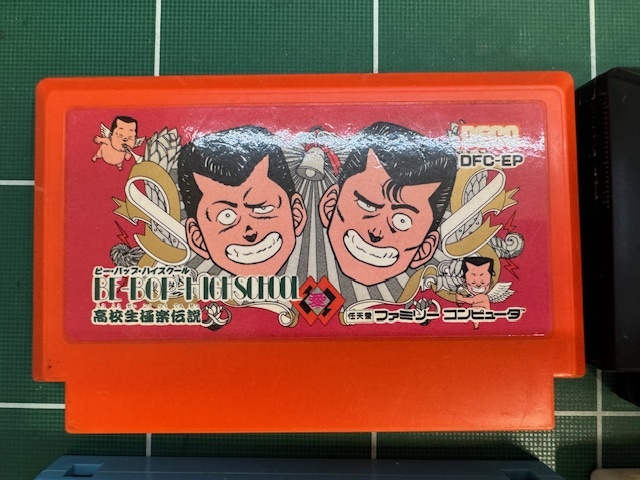 DFC-EP
ビー・バップ・ハイスクール
BE-BOP-HIGHSCHOOL
高校生極楽伝説
任天堂 ファミリー コンピュータ